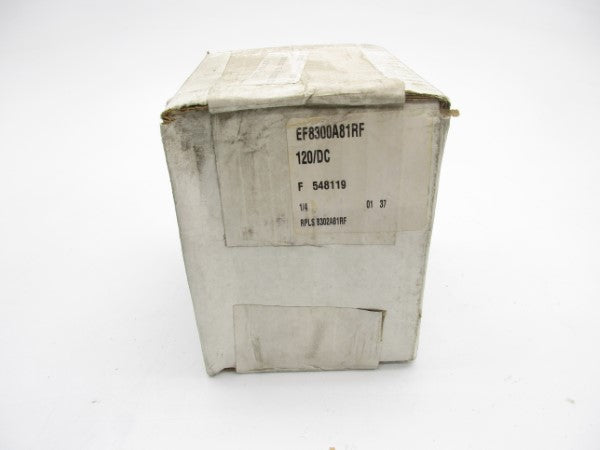 EF8300A81RF
120/DC
F 548119
1/4 01 37
RPLS 8302A81RF